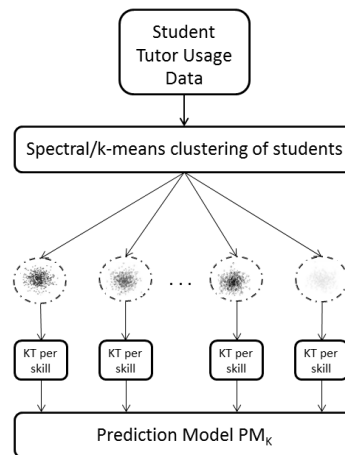 Student
Tutor Usage
Data
Spectral/k-means clustering of students
. . .
KT per
skill
KT per
skill
KT per
skill
KT per
skill
Prediction Model PMK